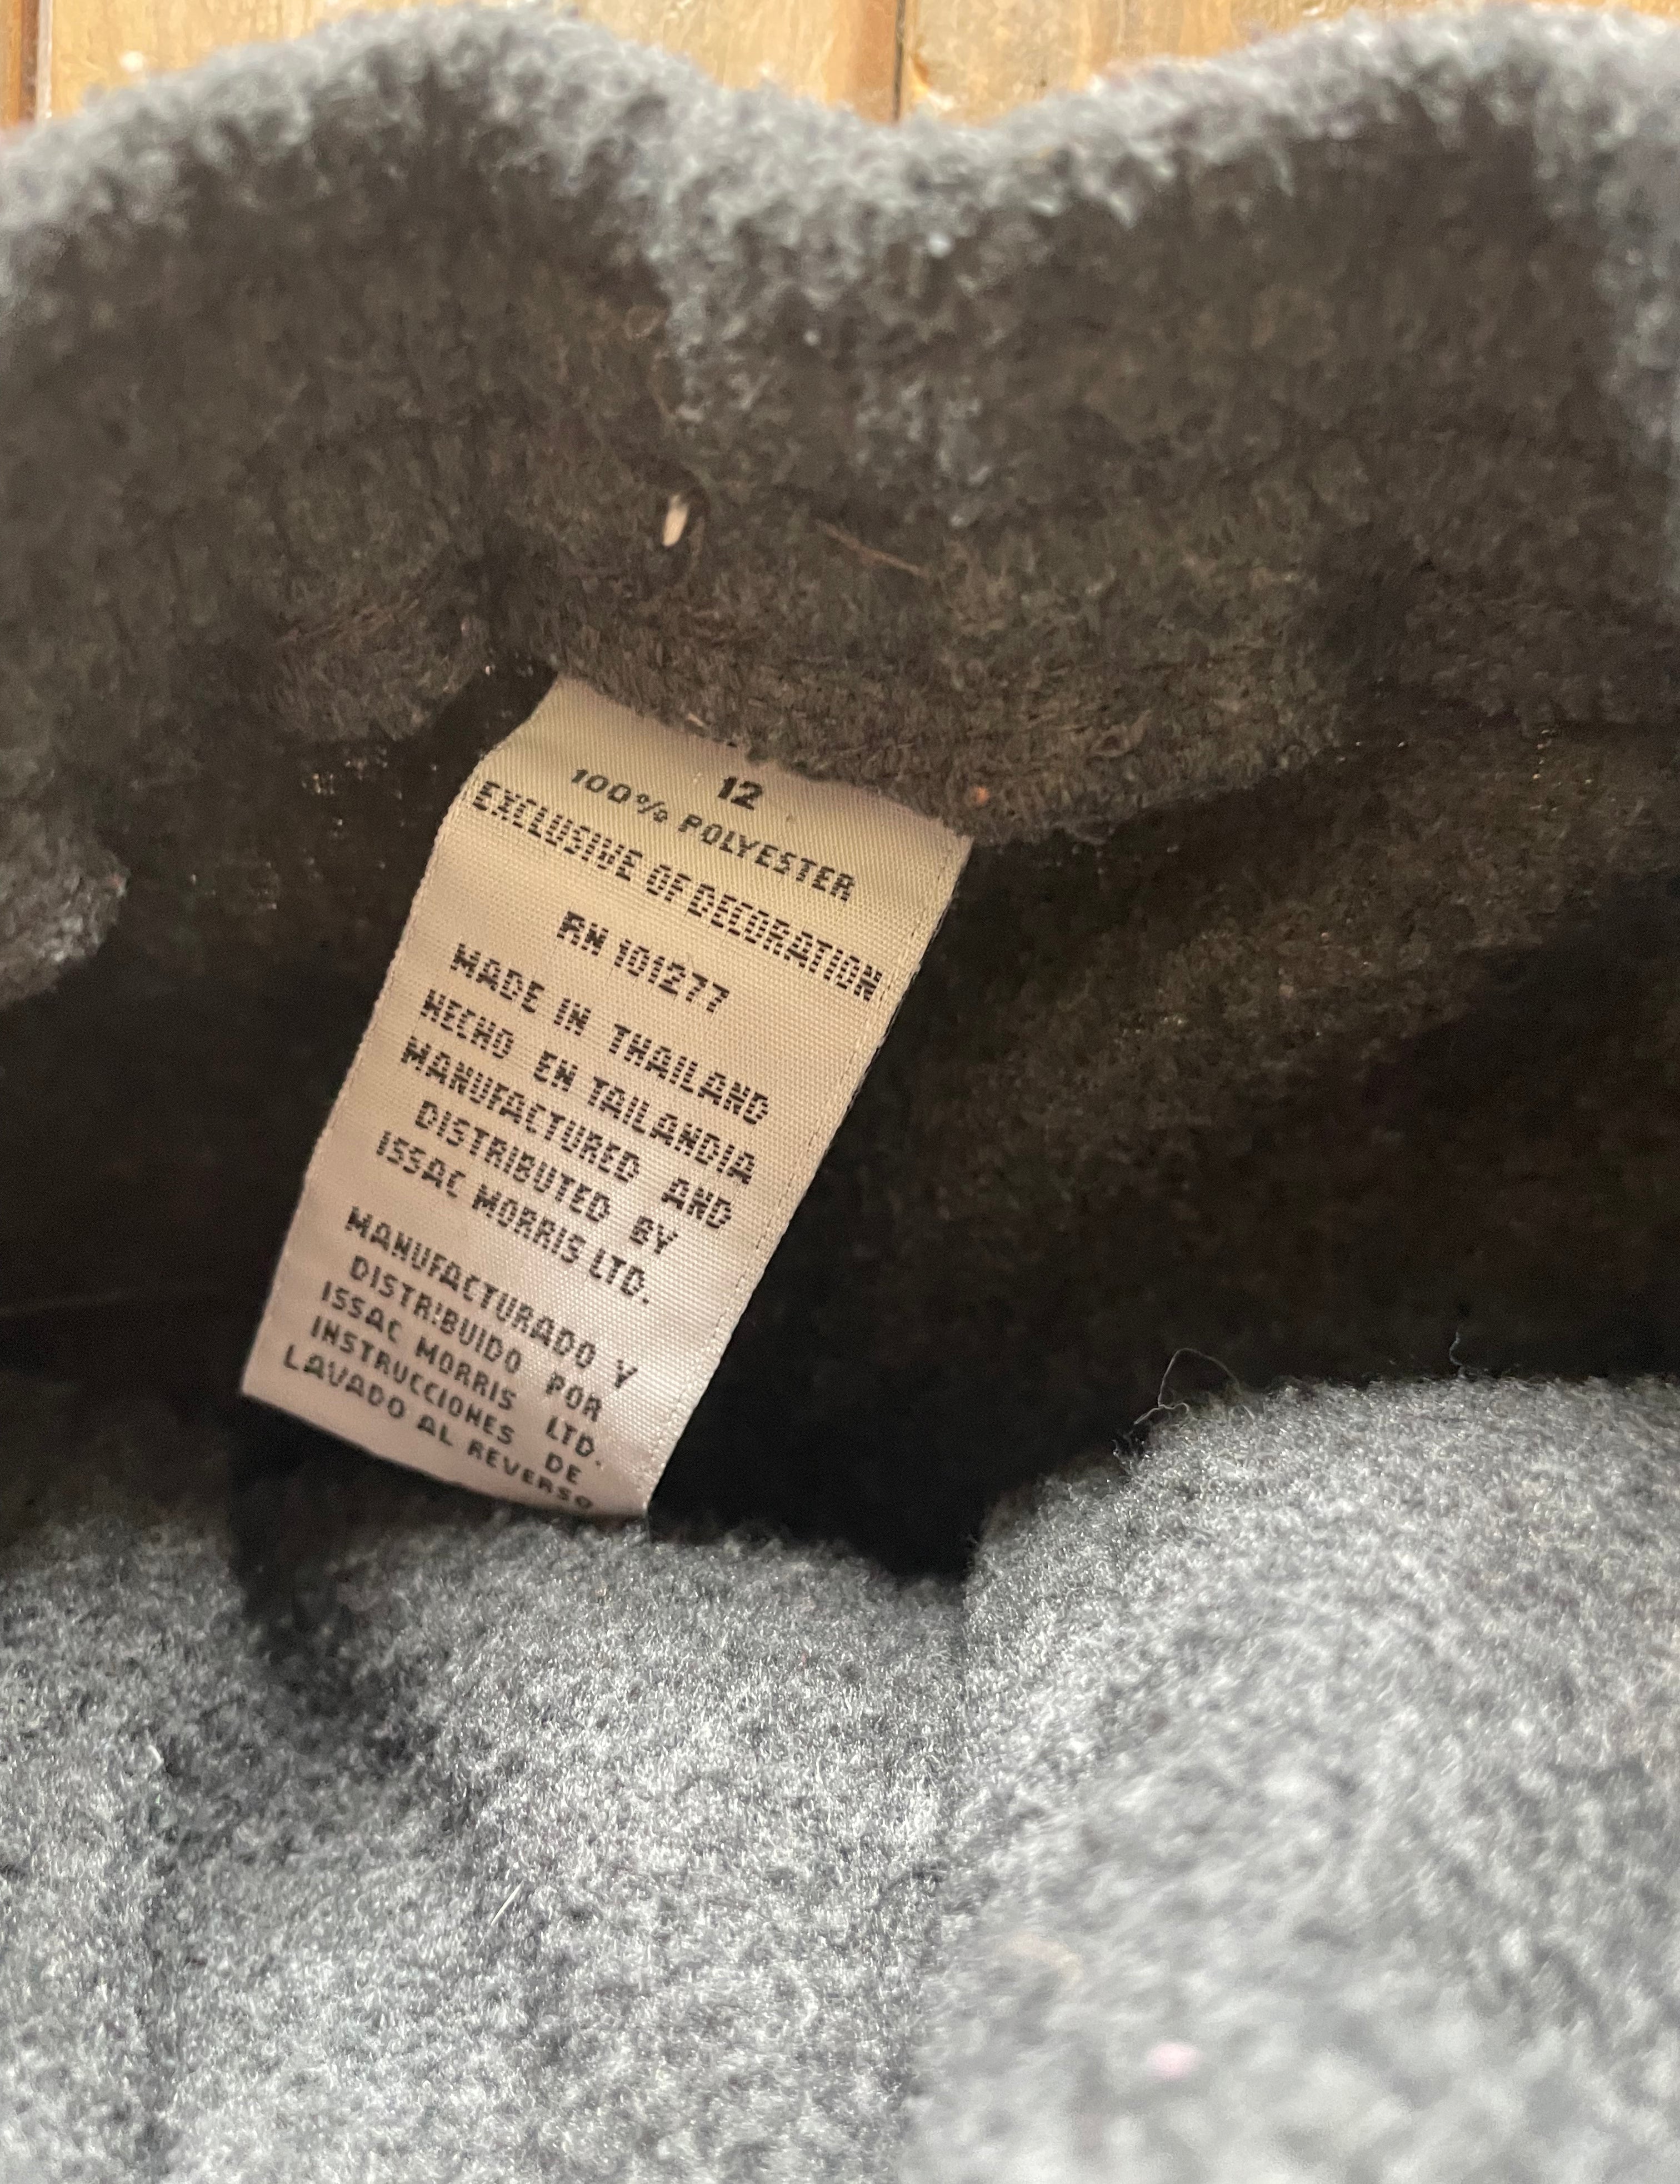 12
100% POLYESTER
EXCLUSIVE OF DECORATION
RN 101277
MADE IN THAILAND
HECHO EN TAILANDIA
MANUFACTURED AND
DISTRIBUTED BY
ISSAC MORRIS LTD.
MANUFACTURADO Y
DISTRIBUIDO POR
ISSAC MORRIS LTD.
INSTRUCCIONES DE
LAVADO AL REVERSO